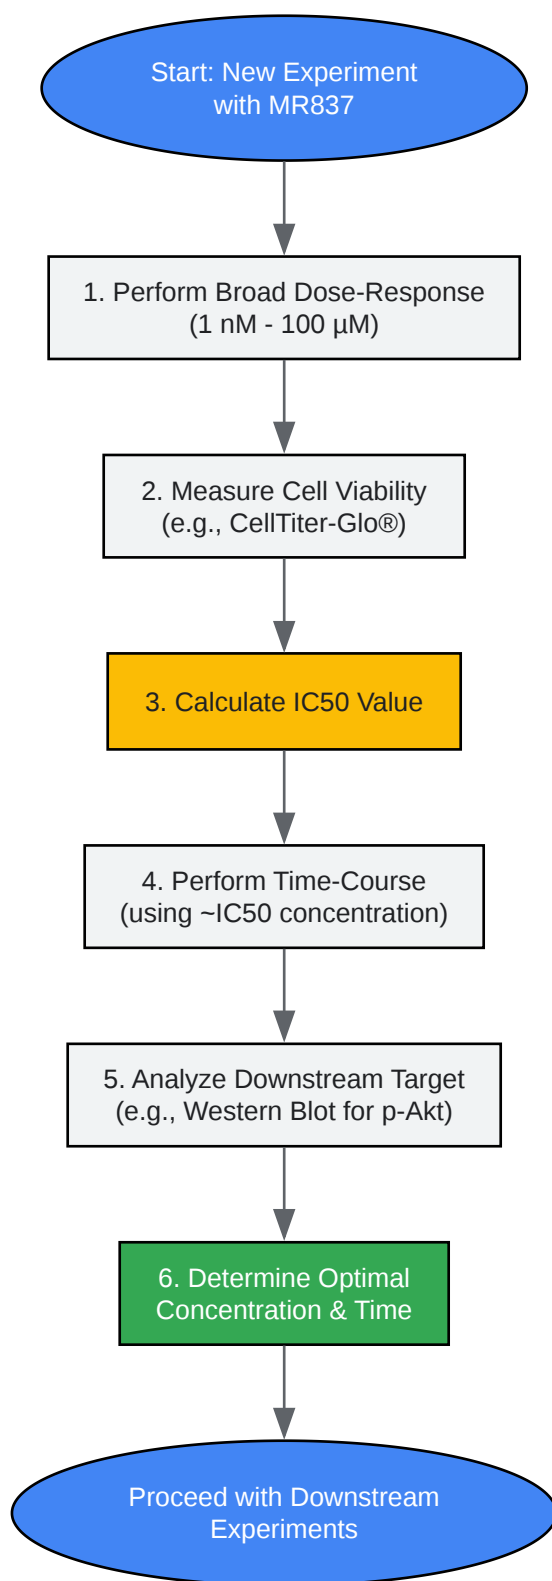 Start: New Experiment
with MR837
1. Perform Broad Dose-Response
(1 nM - 100 µM)
2. Measure Cell Viability
(e.g., CellTiter-Glo®)
3. Calculate IC50 Value
4. Perform Time-Course
(using ~IC50 concentration)
5. Analyze Downstream Target
(e.g., Western Blot for p-Akt)
6. Determine Optimal
Concentration & Time
Proceed with Downstream
Experiments